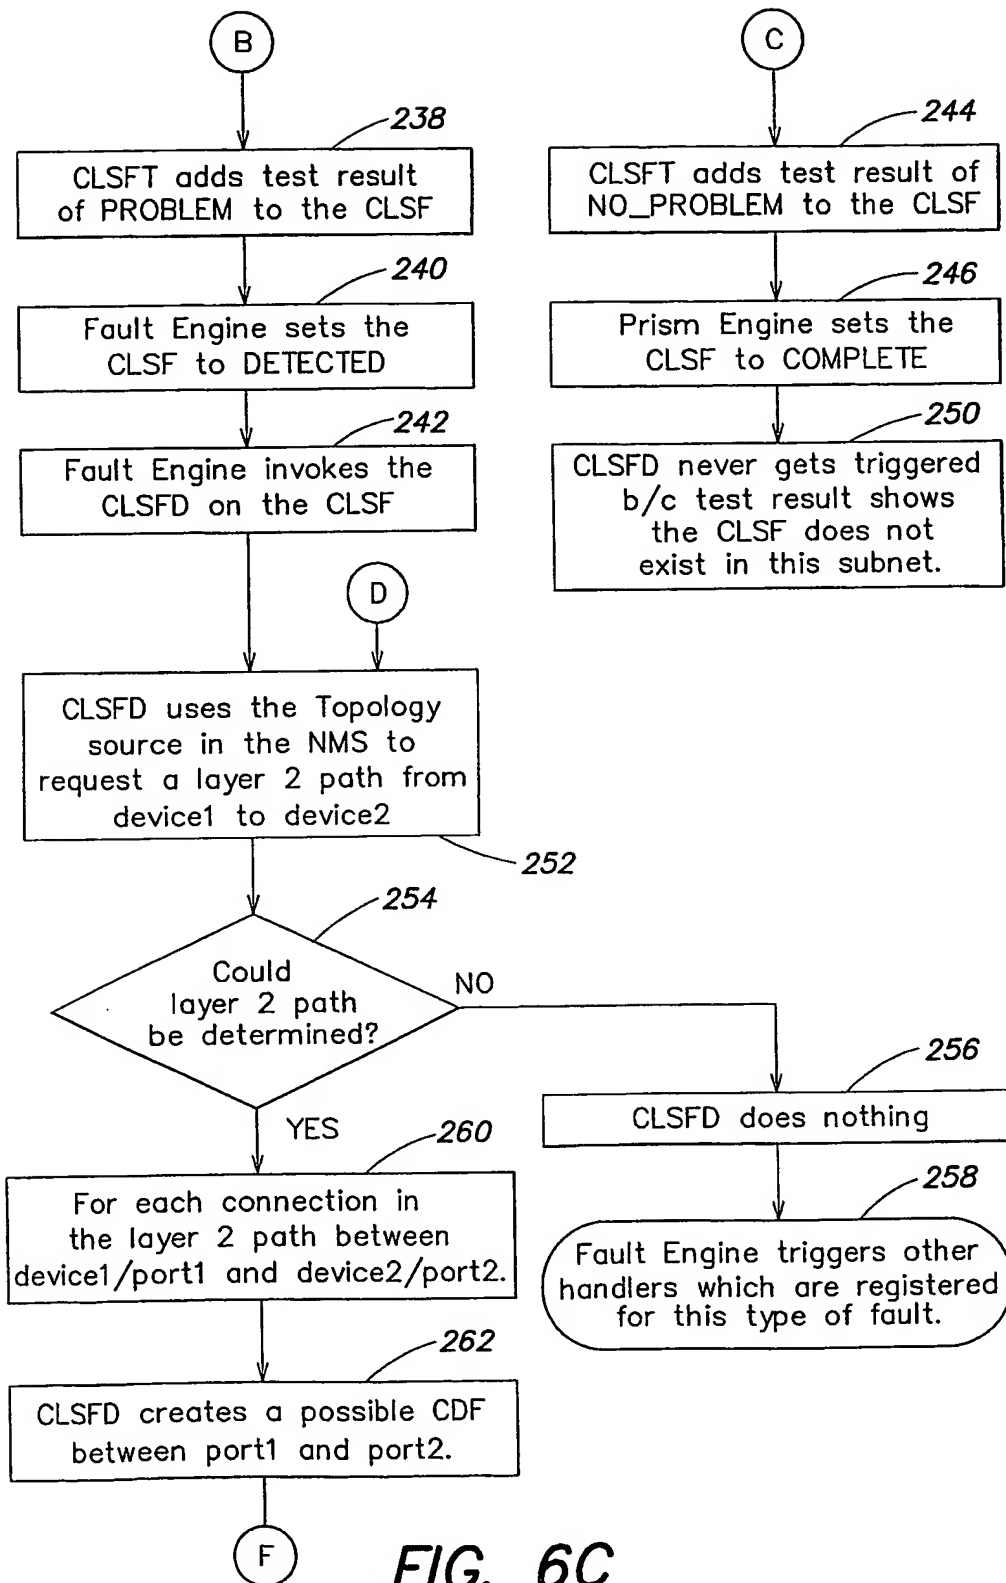 B
238
CLSFT adds test result
of PROBLEM to the CLSF
240
Fault Engine sets the
CLSF to DETECTED
242
Fault Engine invokes the
CLSFD on the CLSF
C
244
CLSFT adds test result of
NO_PROBLEM to the CLSF
246
Prism Engine sets the
CLSF to COMPLETE
250
CLSFD never gets triggered
b/c test result shows
the CLSF does not
exist in this subnet.
D
CLSFD uses the Topology
source in the NMS to
request a layer 2 path from
device1 to device2
252
254
Could
layer 2 path
be determined?
NO
YES
256
CLSFD does nothing
258
Fault Engine triggers other
handlers which are registered
for this type of fault.
260
For each connection in
the layer 2 path between
device1/port1 and device2/port2.
262
CLSFD creates a possible CDF
between port1 and port2.
F
FIG. 6C